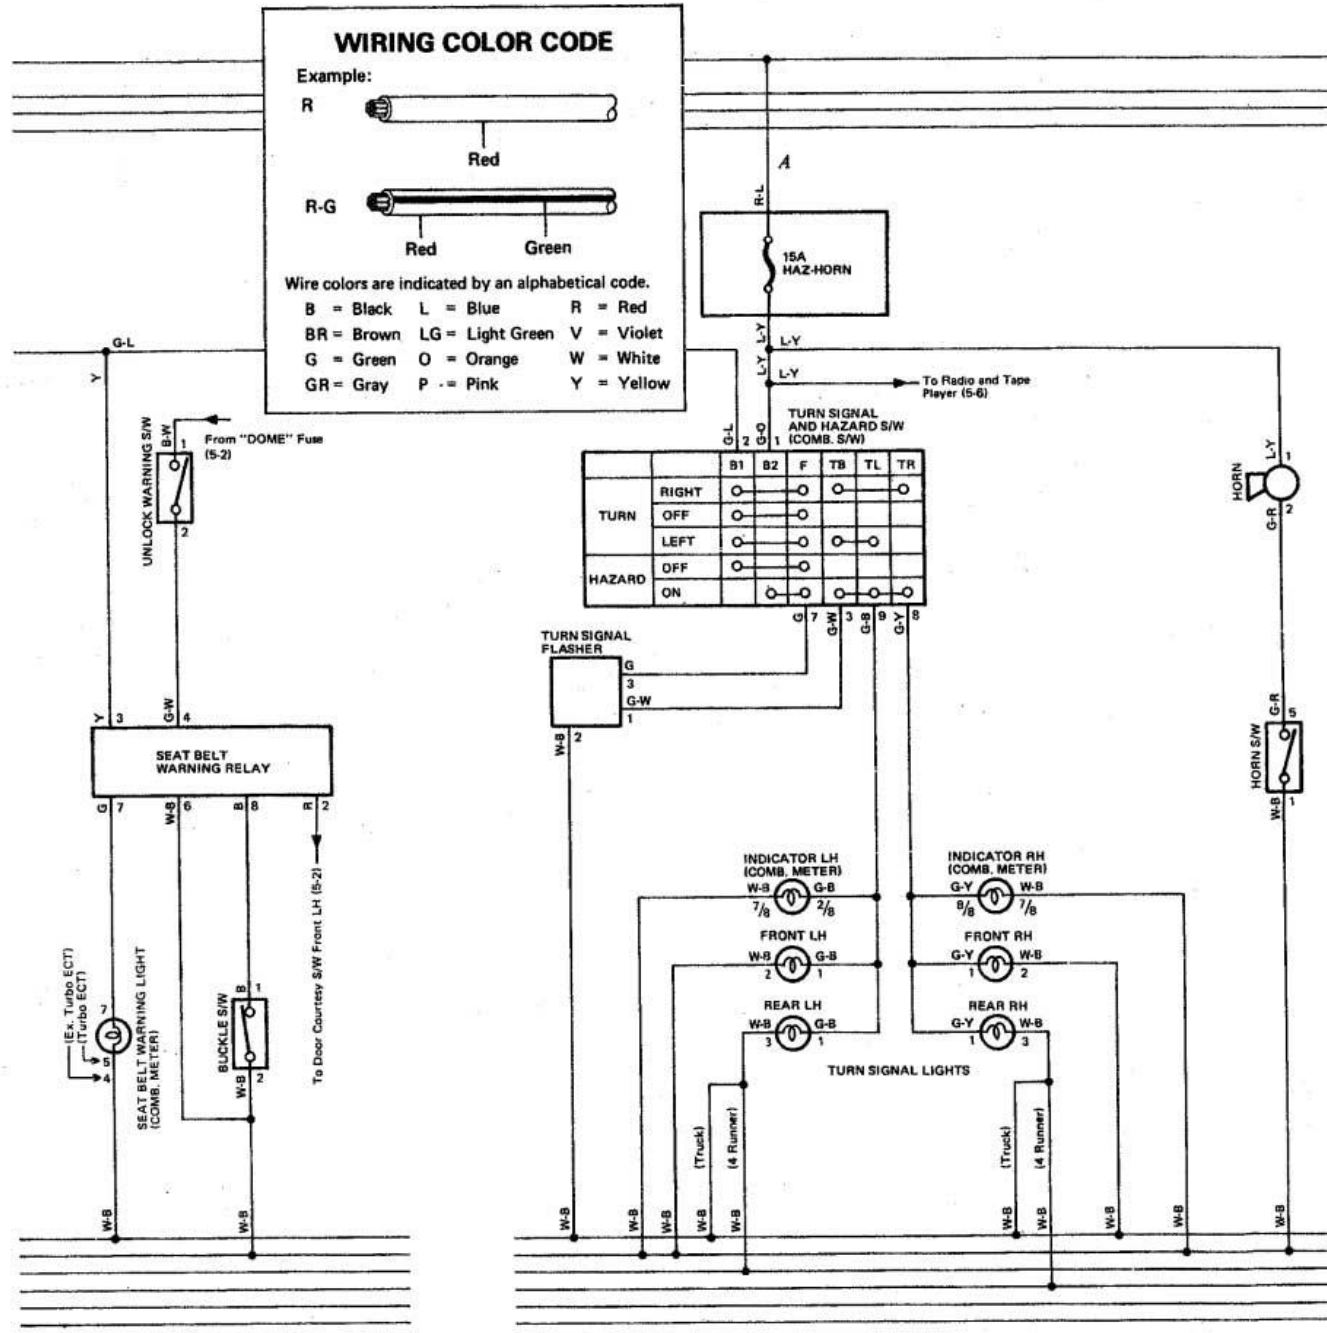 WIRING COLOR CODE
Example:
R
Red
R-G
Red Green
Wire colors are indicated by an alphabetical code.
B = Black L = Blue R = Red
BR = Brown LG = Light Green V = Violet
G = Green O = Orange W = White
GR = Gray P = Pink Y = Yellow
A
R-L
15A
HAZ-HORN
L-Y
L-Y
L-Y
L-Y
To Radio and Tape
Player (5-6)
G-L
Y
B-W
1
From "DOME" Fuse
(5-2)
UNLOCK WARNING S/W
2
G-L 2
G-O 1
TURN SIGNAL
AND HAZARD S/W
(COMB. S/W)
B1 B2 F TB TL TR
TURN
RIGHT
OFF
LEFT
HAZARD
OFF
ON
G 7
G-W 3
G-B 9
G-Y 8
L-Y
1
HORN
G-R
2
TURN SIGNAL
FLASHER
G
3
G-W
1
W-B 2
Y 3
G-W 4
SEAT BELT
WARNING RELAY
G 7
W-B 6
B 8
R 2
G-R 5
HORN S/W
W-B 1
To Door Courtesy S/W Front LH (5-2)
(Ex. Turbo ECT)
(Turbo ECT)
7
5
4
SEAT BELT WARNING LIGHT
(COMB. METER)
B 1
BUCKLE S/W
W-B 2
INDICATOR LH
(COMB. METER)
W-B G-B
7/8 2/8
INDICATOR RH
(COMB. METER)
G-Y W-B
8/8 7/8
FRONT LH
W-B G-B
2 1
FRONT RH
G-Y W-B
1 2
REAR LH
W-B G-B
3 1
REAR RH
G-Y W-B
1 3
TURN SIGNAL LIGHTS
(Truck)
(4 Runner)
(Truck)
(4 Runner)
W-B
W-B
W-B
W-B
W-B
W-B
W-B
W-B
W-B
W-B
W-B
W-B